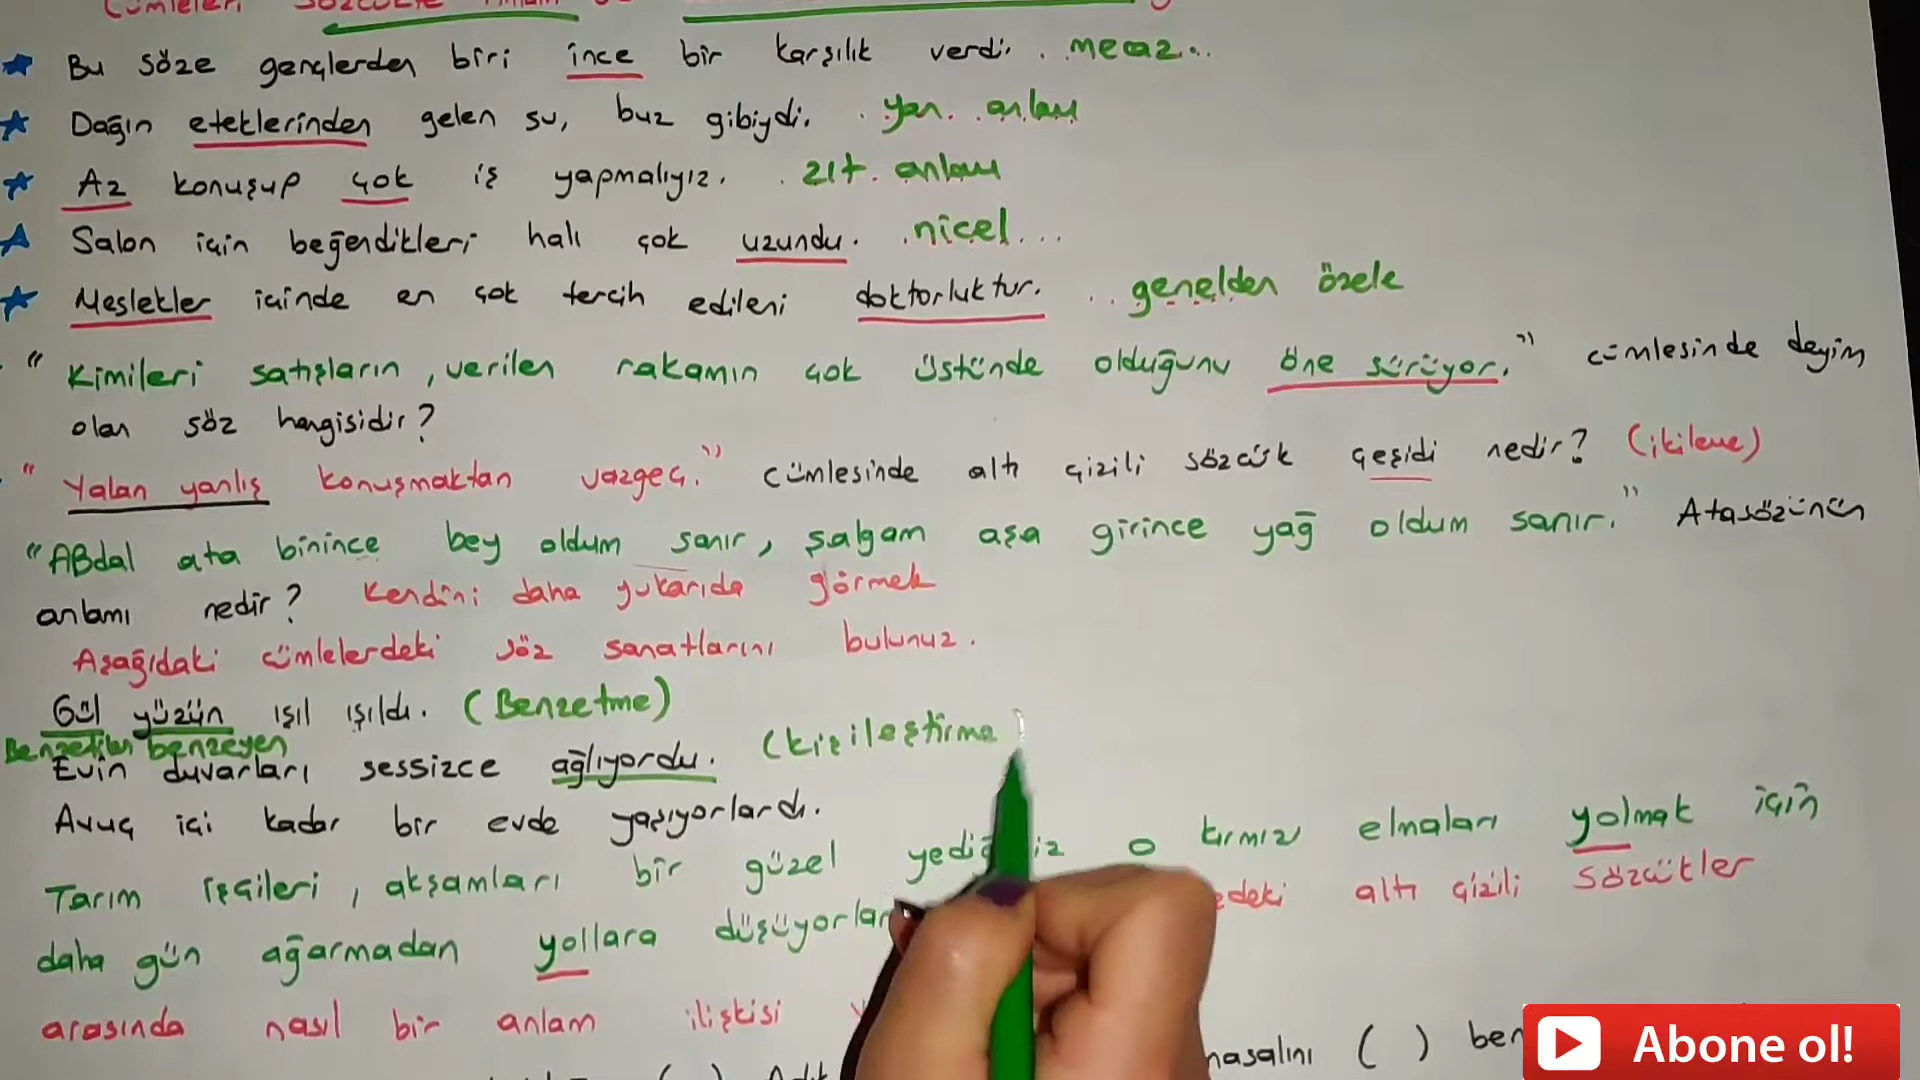 Cümleleri
Bu söze gençlerden biri ince bir karşılık verdi. ..mecaz...
Dağın eteklerinden gelen su, buz gibiydi. .yan. .anlam
Az konuşup çok iş yapmalıyız. .zıt. anlam
Salon için beğendikleri halı çok uzundu. .nicel...
Meslekler içinde en çok tercih edileni doktorluktur. ..genelden özele
"Kimileri satışların, verilen rakamın çok üstünde olduğunu öne sürüyor." cümlesinde deyim
olan söz hangisidir?
"Yalan yanlış konuşmaktan vazgeç." cümlesinde altı çizili sözcük çeşidi nedir? (ikileme)
"ABdal ata binince bey oldum sanır, şalgam aşa girince yağ oldum sanır." Atasözünün
anlamı nedir? Kendini daha yukarıda görmek
Aşağıdaki cümlelerdeki söz sanatlarını bulunuz.
Gül yüzün ışıl ışıldı. (Benzetme)
Benzetilen benzeyen
Evin duvarları sessizce ağlıyordu. (kişileştirme
Avuç içi kadar bir evde yaşıyorlardı.
Tarım işçileri, akşamları bir güzel o kırmızı elmaları yolmak için
daha gün ağarmadan yollara altı çizili sözcükler
arasında nasıl bir anlam ilişkisi
masalını ( )
Abone ol!